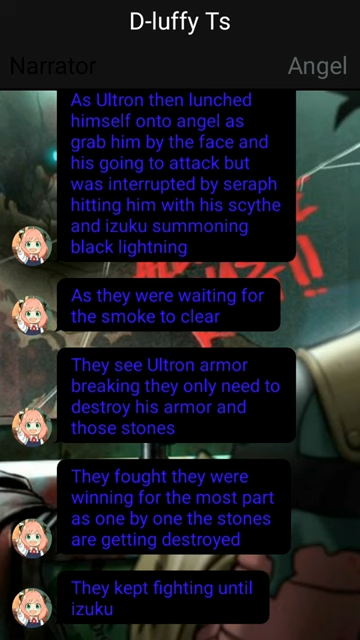 D-luffy Ts
Narrator
Angel
As Ultron then lunched
himself onto angel as
grab him by the face and
his going to attack but
was interrupted by seraph
hitting him with his scythe
and izuku summoning
black lightning
As they were waiting for
the smoke to clear
They see Ultron armor
breaking they only need to
destroy his armor and
those stones
They fought they were
winning for the most part
as one by one the stones
are getting destroyed
They kept fighting until
izuku